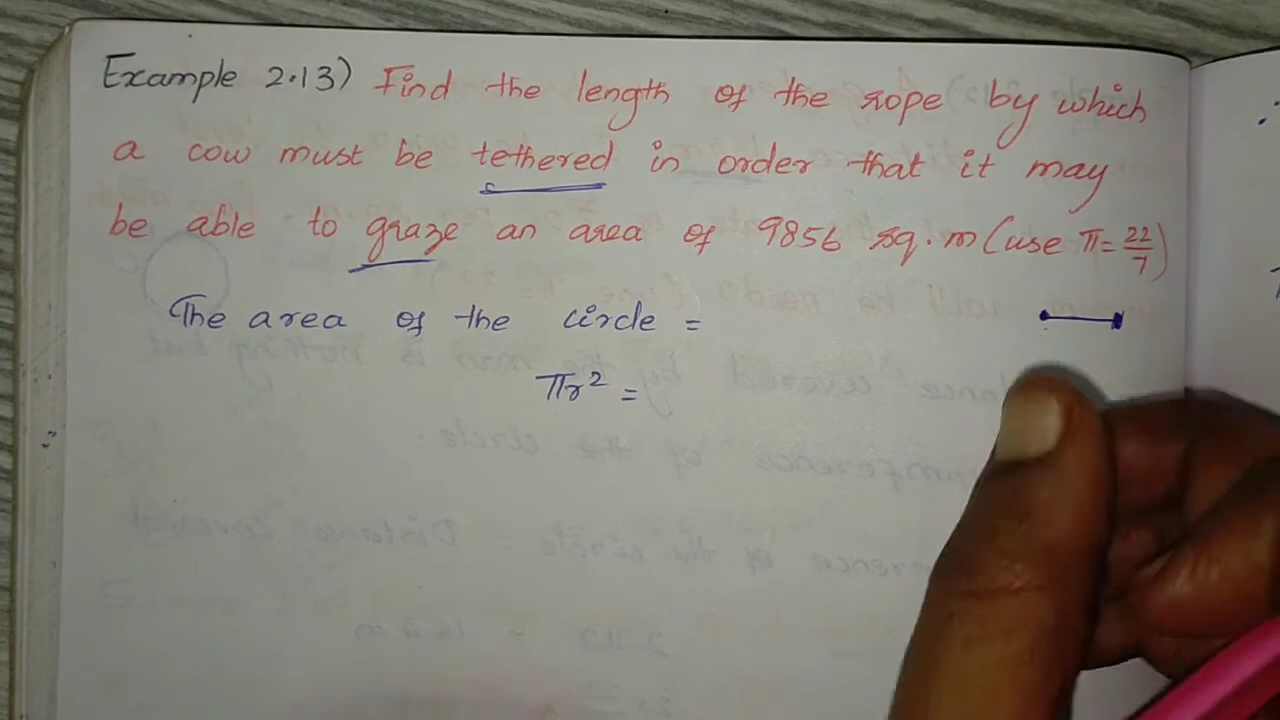 Example 2.13) Find the length of the rope by which
a cow must be tethered in order that it may
be able to graze an area of 9856 sq.m (use π = 22/7)
The area of the circle =
πr² =